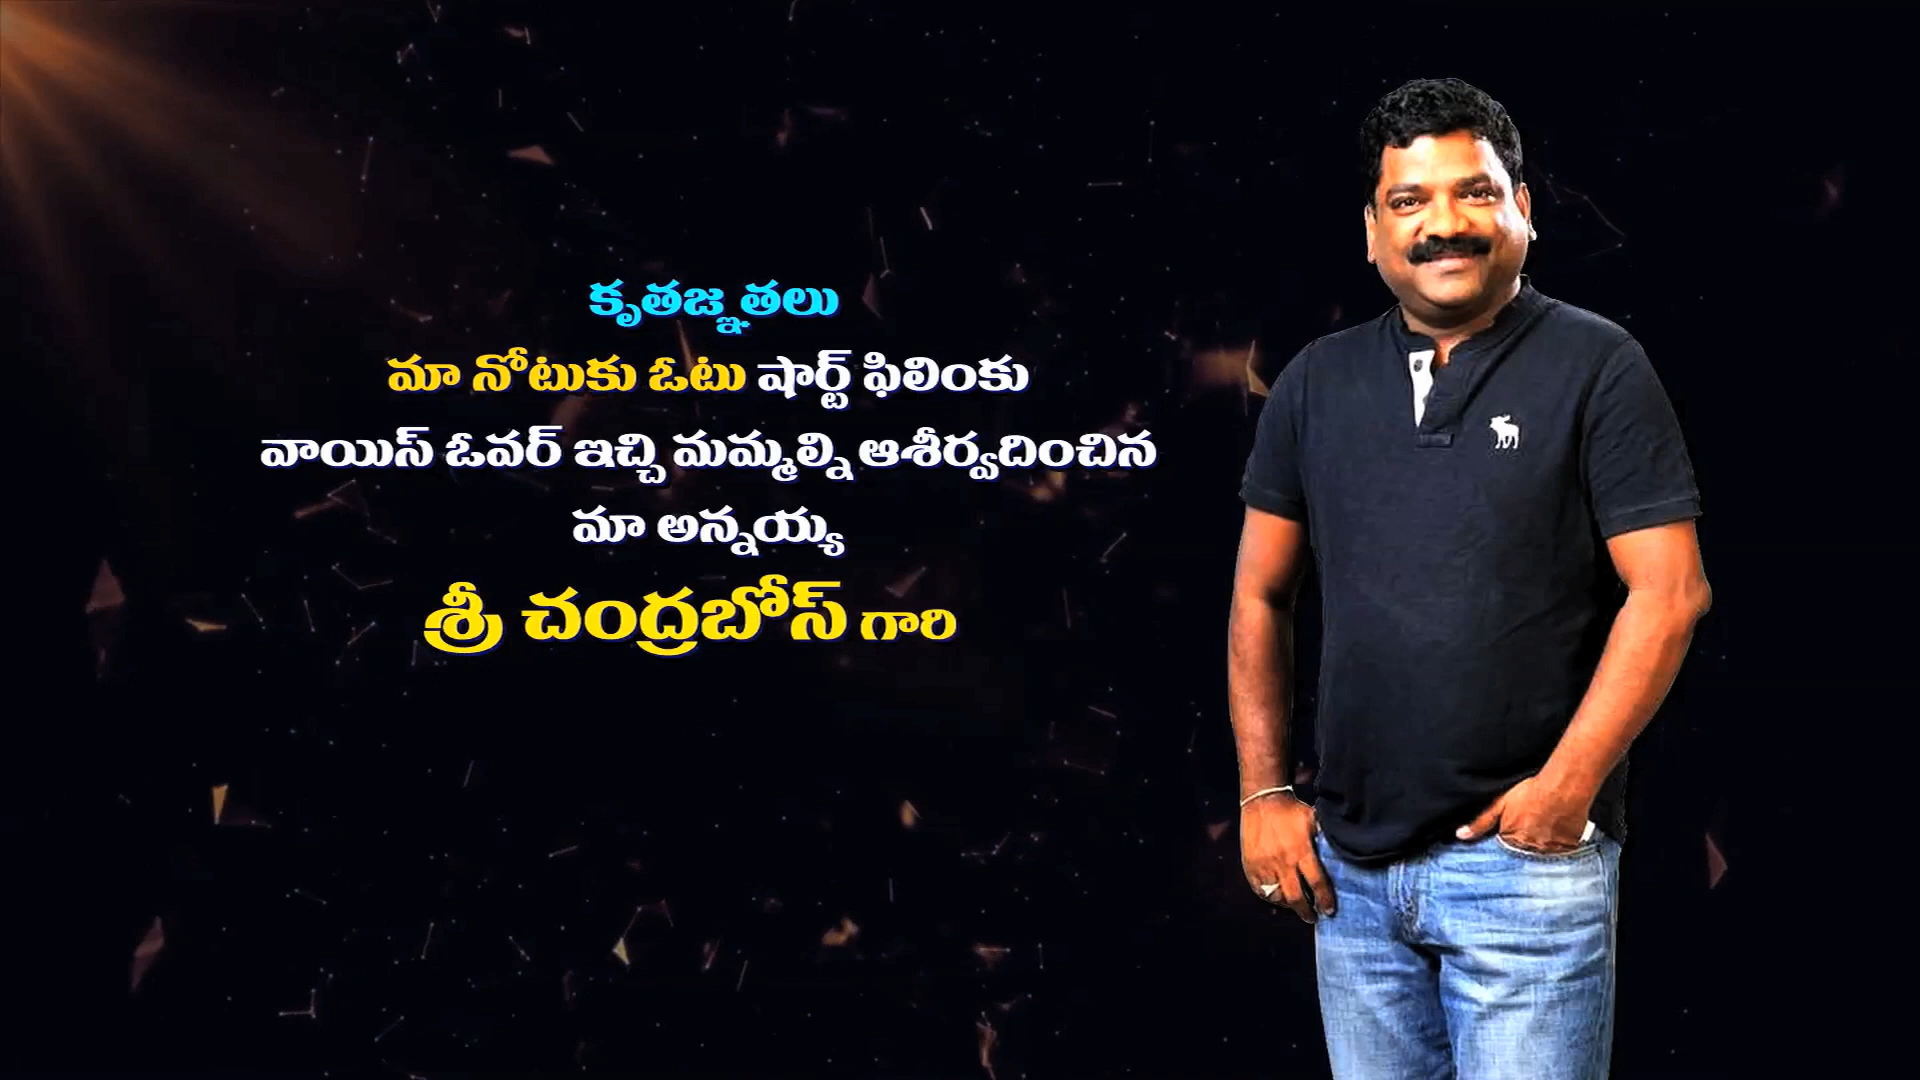 కృతజ్ఞతలు
మా నోటుకు ఓటు షార్ట్ ఫిలింకు
వాయిస్ ఓవర్ ఇచ్చి మమ్మల్ని ఆశీర్వదించిన
మా అన్నయ్య
శ్రీ చంద్రబోస్ గారి